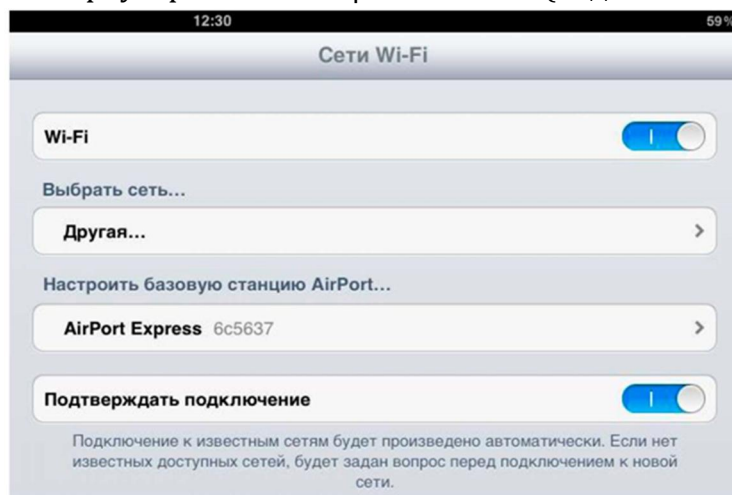 12:30 59%
Сети Wi-Fi
Wi-Fi
Выбрать сеть...
Другая...
Настроить базовую станцию AirPort...
AirPort Express 6c5637
Подтверждать подключение
Подключение к известным сетям будет произведено автоматически. Если нет
известных доступных сетей, будет задан вопрос перед подключением к новой
сети.